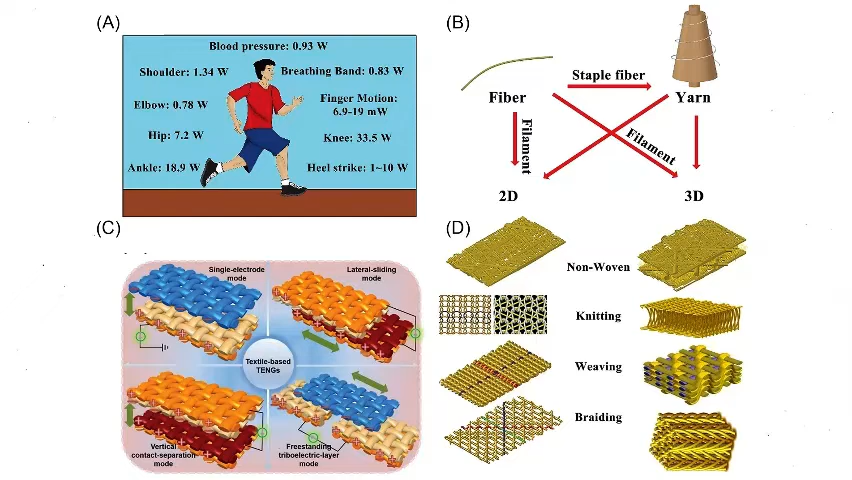 (A)
Blood pressure: 0.93 W
Shoulder: 1.34 W
Breathing Band: 0.83 W
Elbow: 0.78 W
Finger Motion:
6.9-19 mW
Hip: 7.2 W
Knee: 33.5 W
Ankle: 18.9 W
Heel strike: 1~10 W
(B)
Staple fiber
Fiber
Yarn
Filament
Filament
2D
3D
(C)
Single-electrode
mode
Lateral-sliding
mode
Textile-based
TENGs
Vertical
contact-separation
mode
Freestanding
triboelectric-layer
mode
(D)
Non-Woven
Knitting
Weaving
Braiding